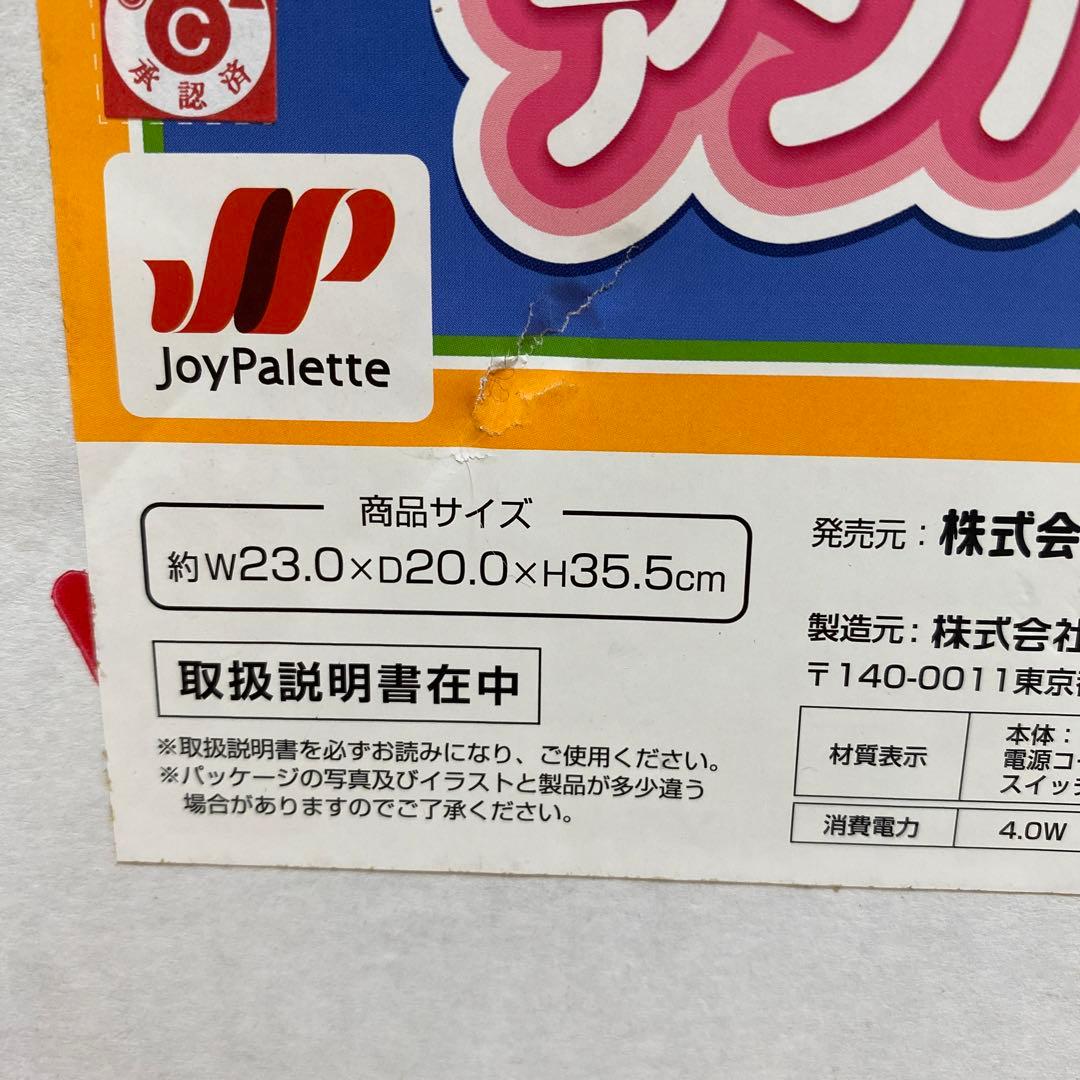 C
承認済
アン
JoyPalette
商品サイズ
約W23.0×D20.0×H35.5cm
取扱説明書在中
※取扱説明書を必ずお読みになり、ご使用ください。
※パッケージの写真及びイラストと製品が多少違う
場合がありますのでご了承ください。
発売元：株式会
製造元：株式会社
〒140-0011東京都
材質表示
本体：
電源コー
スイッチ
消費電力
4.0W